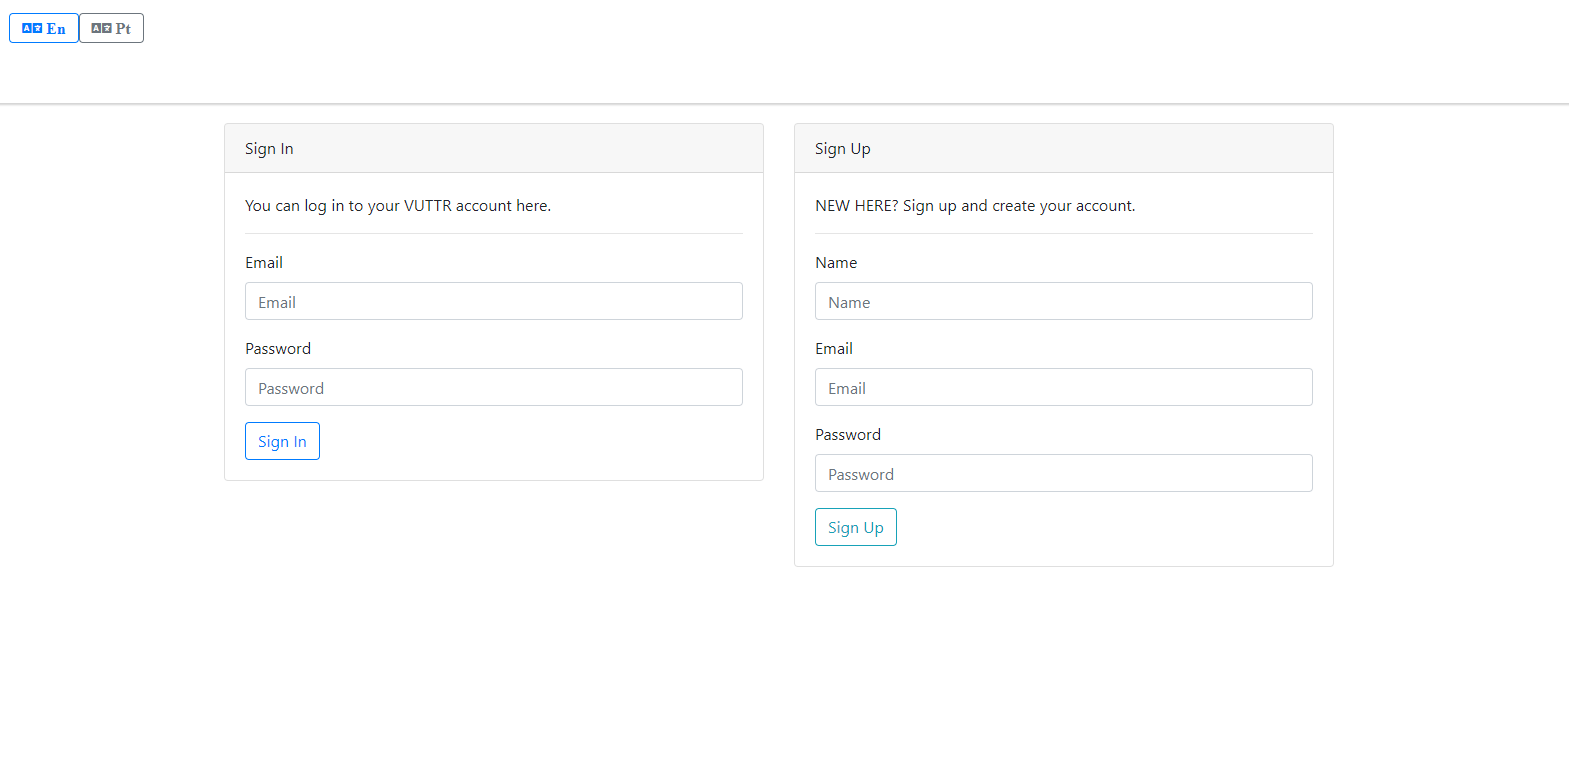 En Pt
Sign In
You can log in to your VUTTR account here.
Email
Email
Password
Password
Sign In
Sign Up
NEW HERE? Sign up and create your account.
Name
Name
Email
Email
Password
Password
Sign Up